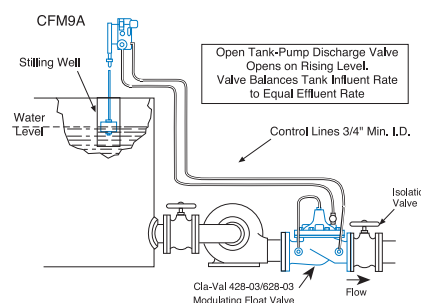 CFM9A
Stilling Well
Water
Level
Open Tank-Pump Discharge Valve
Opens on Rising Level.
Valve Balances Tank Influent Rate
to Equal Effluent Rate
Control Lines 3/4" Min. I.D.
Isolatio
Valve
Cla-Val 428-03/628-03
Modulating Float Valve
Flow